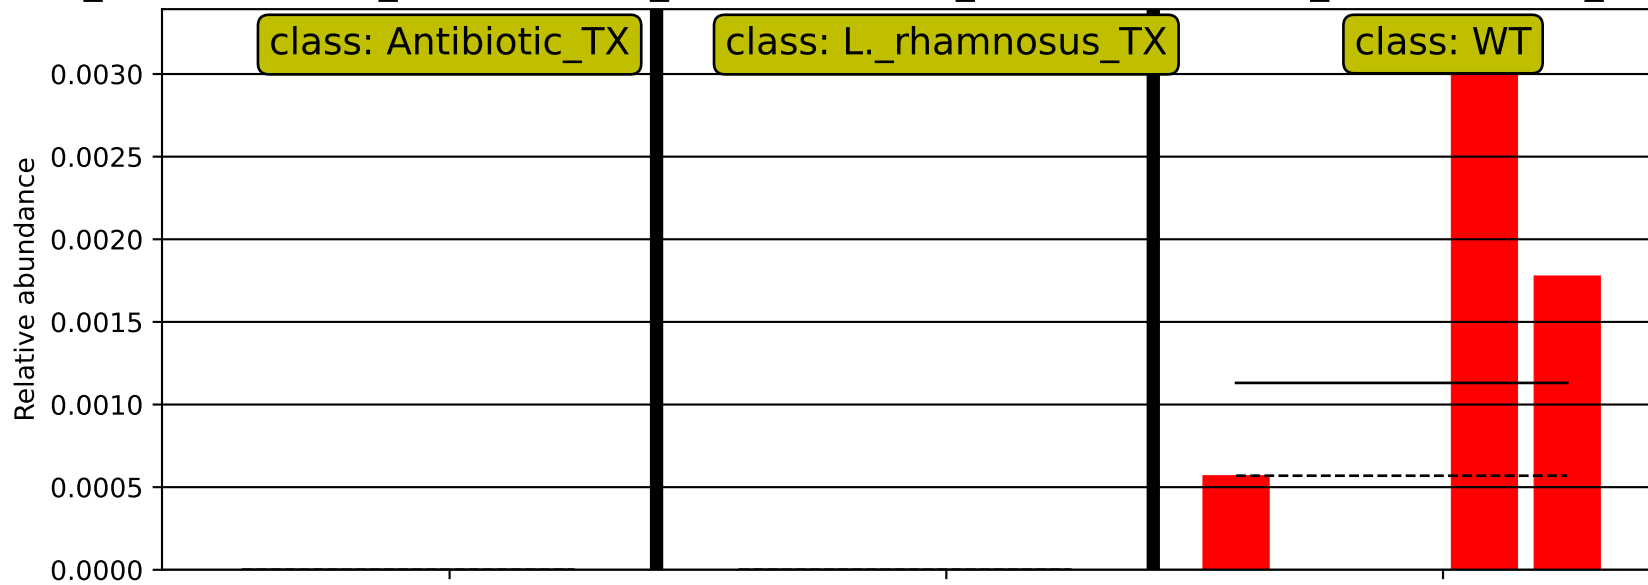 class: Antibiotic_TX
class: L._rhamnosus_TX
class: WT
Relative abundance
0.0030
0.0025
0.0020
0.0015
0.0010
0.0005
0.0000